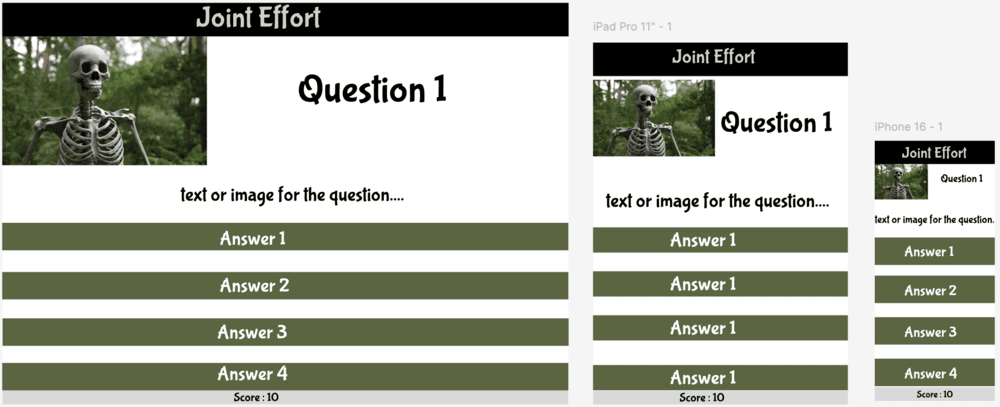 Joint Effort
Question 1
text or image for the question....
Answer 1
Answer 2
Answer 3
Answer 4
Score : 10
iPad Pro 11" - 1
Joint Effort
Question 1
text or image for the question....
Answer 1
Answer 1
Answer 1
Answer 1
Score : 10
iPhone 16 - 1
Joint Effort
Question 1
text or image for the question.
Answer 1
Answer 2
Answer 3
Answer 4
Score : 10